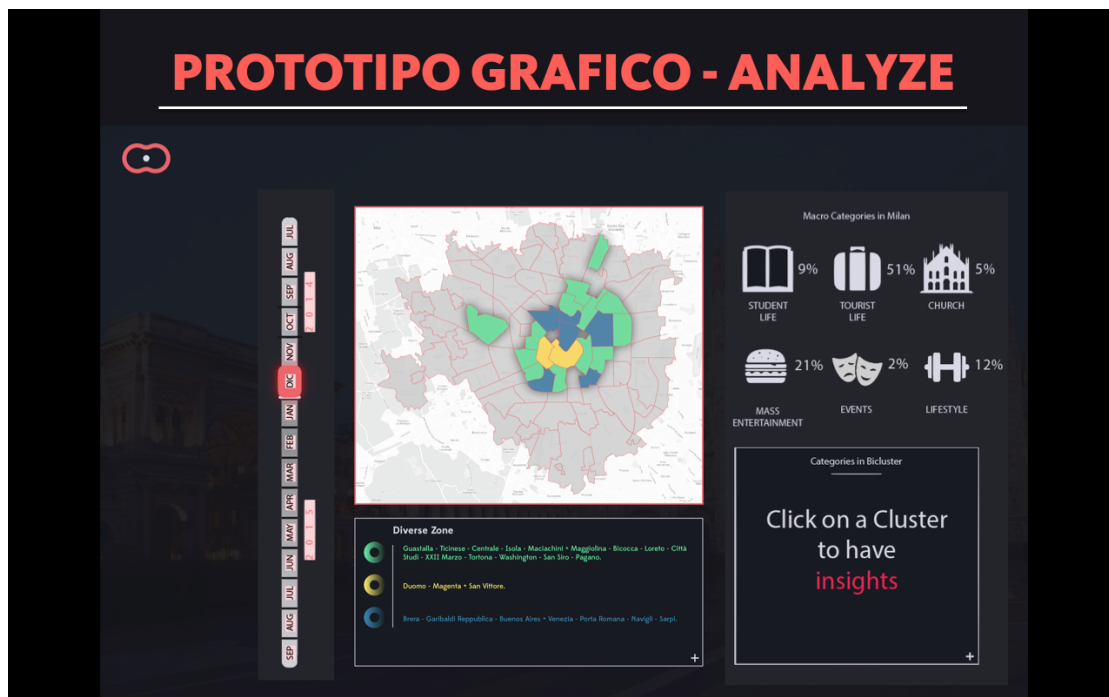 PROTOTIPO GRAFICO - ANALYZE
JUL
AUG
SEP
OCT
NOV
DIC
JAN
FEB
MAR
APR
MAY
JUN
JUL
AUG
SEP
2014
2015
Diverse Zone
Guastalla - Ticinese - Centrale - Isola - Maciachini + Maggiolina - Bicocca - Loreto - Città
Studi - XXII Marzo - Tortona - Washington - San Siro - Pagano.
Duomo - Magenta + San Vittore.
Brera - Garibaldi Reppublica - Buenos Aires + Venezia - Porta Romana - Navigli - Sarpi.
+
Macro Categories in Milan
9%
51%
5%
STUDENT
LIFE
TOURIST
LIFE
CHURCH
21%
2%
12%
MASS
ENTERTAINMENT
EVENTS
LIFESTYLE
Categories in Bicluster
Click on a Cluster
to have
insights
+